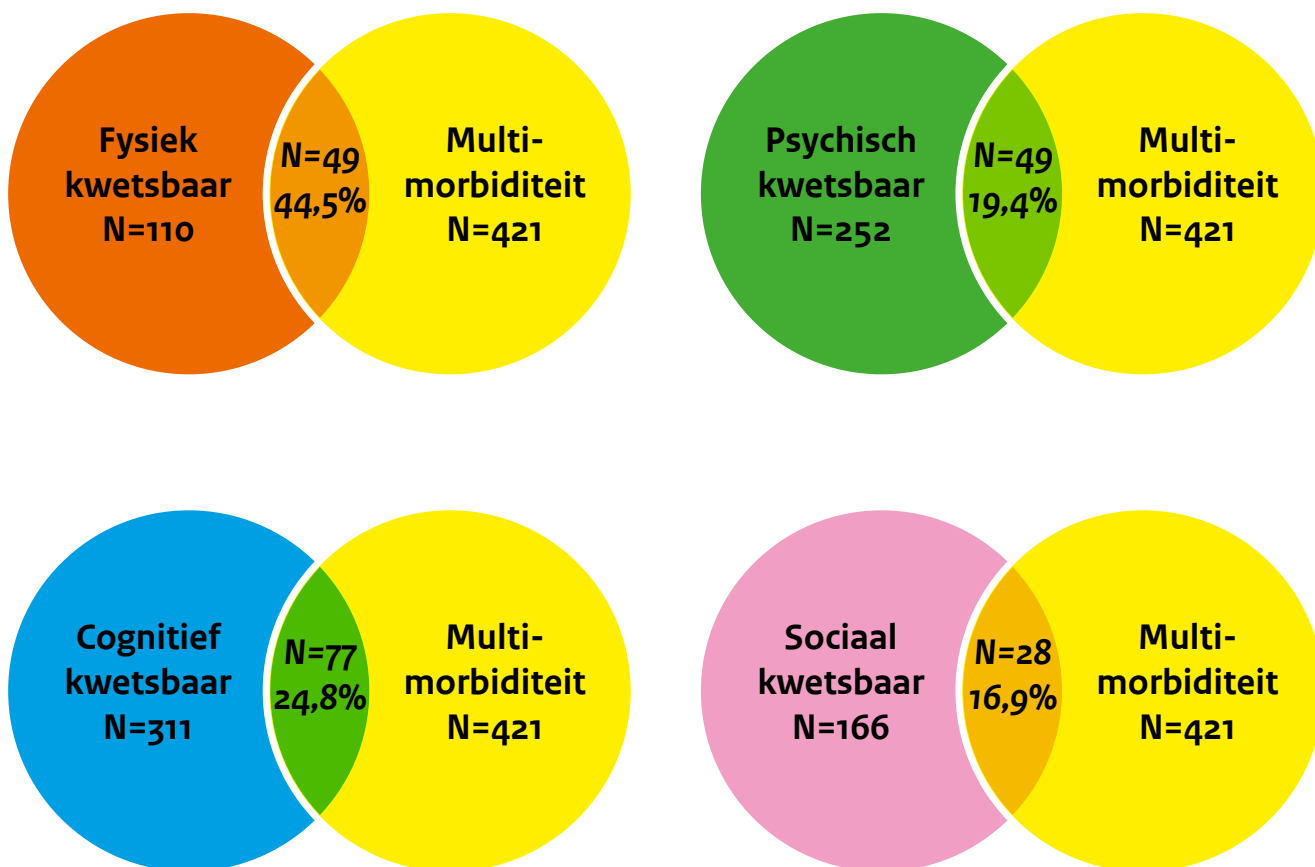 Fysiek
kwetsbaar
N=110
N=49
44,5%
Multi-
morbiditeit
N=421
Psychisch
kwetsbaar
N=252
N=49
19,4%
Multi-
morbiditeit
N=421
Cognitief
kwetsbaar
N=311
N=77
24,8%
Multi-
morbiditeit
N=421
Sociaal
kwetsbaar
N=166
N=28
16,9%
Multi-
morbiditeit
N=421